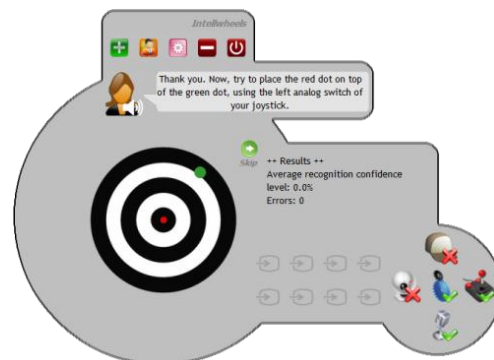 IntellWheels
Thank you. Now, try to place the red dot on top
of the green dot, using the left analog switch of
your joystick.
Skip
++ Results ++
Average recognition confidence
level: 0.0%
Errors: 0